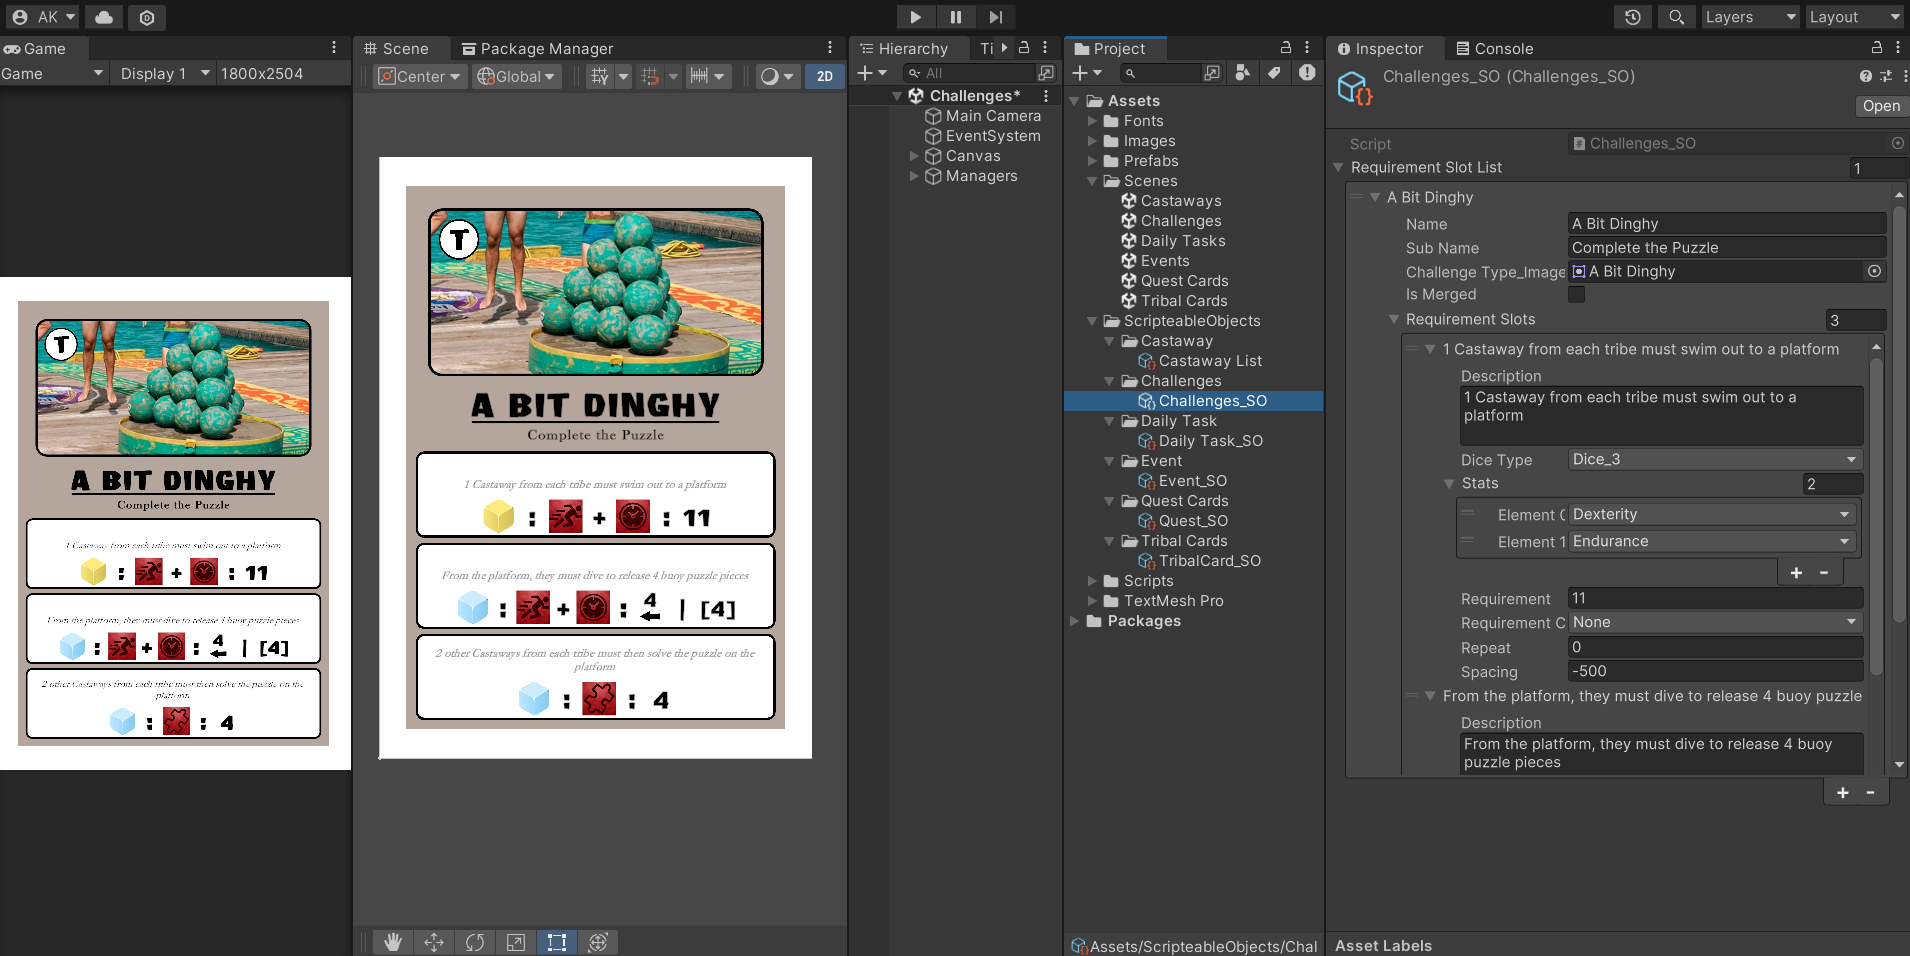 AK
Layers
Layout
Game
Game
Display 1
1800x2504
T
A BIT DINGHY
Complete the Puzzle
1 Castaway from each tribe must swim out to a platform
: + : 11
From the platform, they must dive to release 4 buoy puzzle pieces
: + : 4 | [4]
2 other Castaways from each tribe must then solve the puzzle on the
platform
: : 4
Scene
Package Manager
Center
Global
2D
T
A BIT DINGHY
Complete the Puzzle
1 Castaway from each tribe must swim out to a platform
: + : 11
From the platform, they must dive to release 4 buoy puzzle pieces
: + : 4 | [4]
2 other Castaways from each tribe must then solve the puzzle on the
platform
: : 4
Hierarchy
Ti
All
Challenges*
Main Camera
EventSystem
Canvas
Managers
Project
Assets
Fonts
Images
Prefabs
Scenes
Castaways
Challenges
Daily Tasks
Events
Quest Cards
Tribal Cards
ScripteableObjects
Castaway
Castaway List
Challenges
Challenges_SO
Daily Task
Daily Task_SO
Event
Event_SO
Quest Cards
Quest_SO
Tribal Cards
TribalCard_SO
Scripts
TextMesh Pro
Packages
Assets/ScripteableObjects/Chal
Inspector
Console
Challenges_SO (Challenges_SO)
Open
Script
Challenges_SO
Requirement Slot List
1
A Bit Dinghy
Name
A Bit Dinghy
Sub Name
Complete the Puzzle
Challenge Type_Image
A Bit Dinghy
Is Merged
Requirement Slots
3
1 Castaway from each tribe must swim out to a platform
Description
1 Castaway from each tribe must swim out to a
platform
Dice Type
Dice_3
Stats
2
Element 0
Dexterity
Element 1
Endurance
Requirement
11
Requirement C
None
Repeat
0
Spacing
-500
From the platform, they must dive to release 4 buoy puzzle
Description
From the platform, they must dive to release 4 buoy
puzzle pieces
Asset Labels